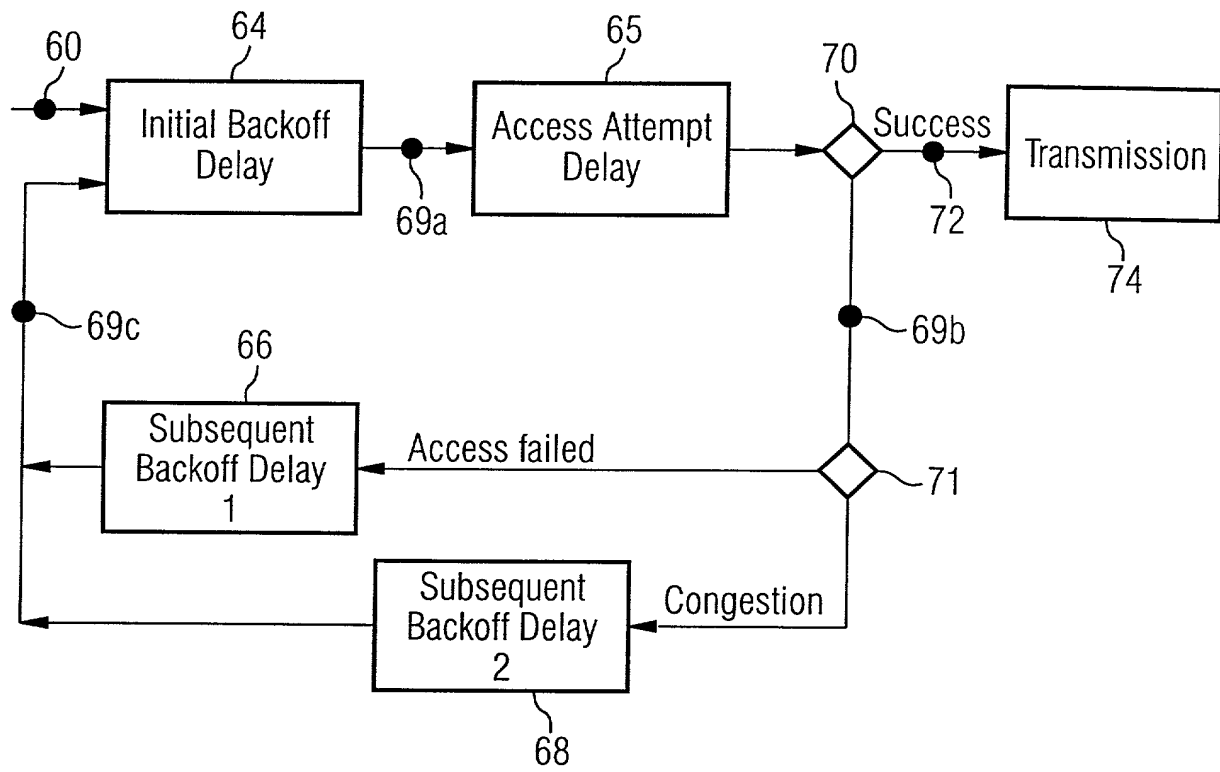 60
64
65
70
Initial Backoff
Delay
Access Attempt
Delay
Success
Transmission
69a
72
74
69c
69b
66
Subsequent
Backoff Delay
1
Access failed
71
Subsequent
Backoff Delay
2
Congestion
68